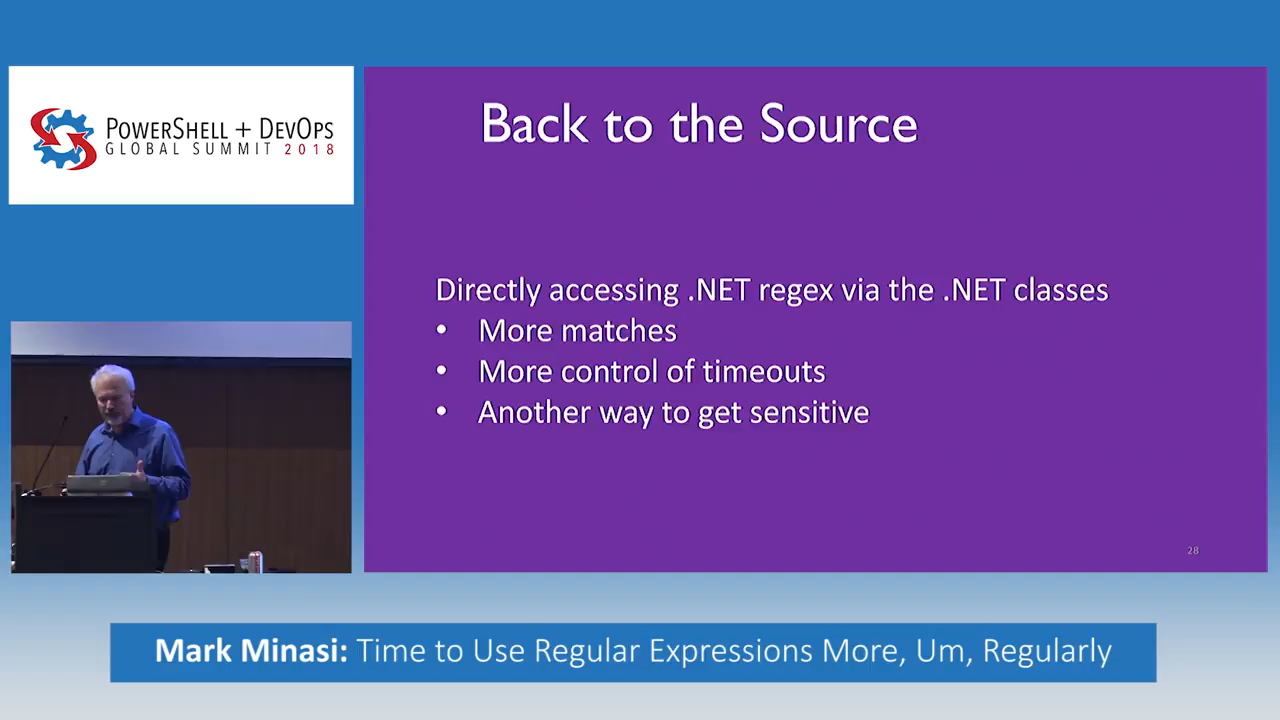 POWERSHELL + DEVOPS
GLOBAL SUMMIT 2018
Back to the Source
Directly accessing .NET regex via the .NET classes
• More matches
• More control of timeouts
• Another way to get sensitive
28
Mark Minasi: Time to Use Regular Expressions More, Um, Regularly